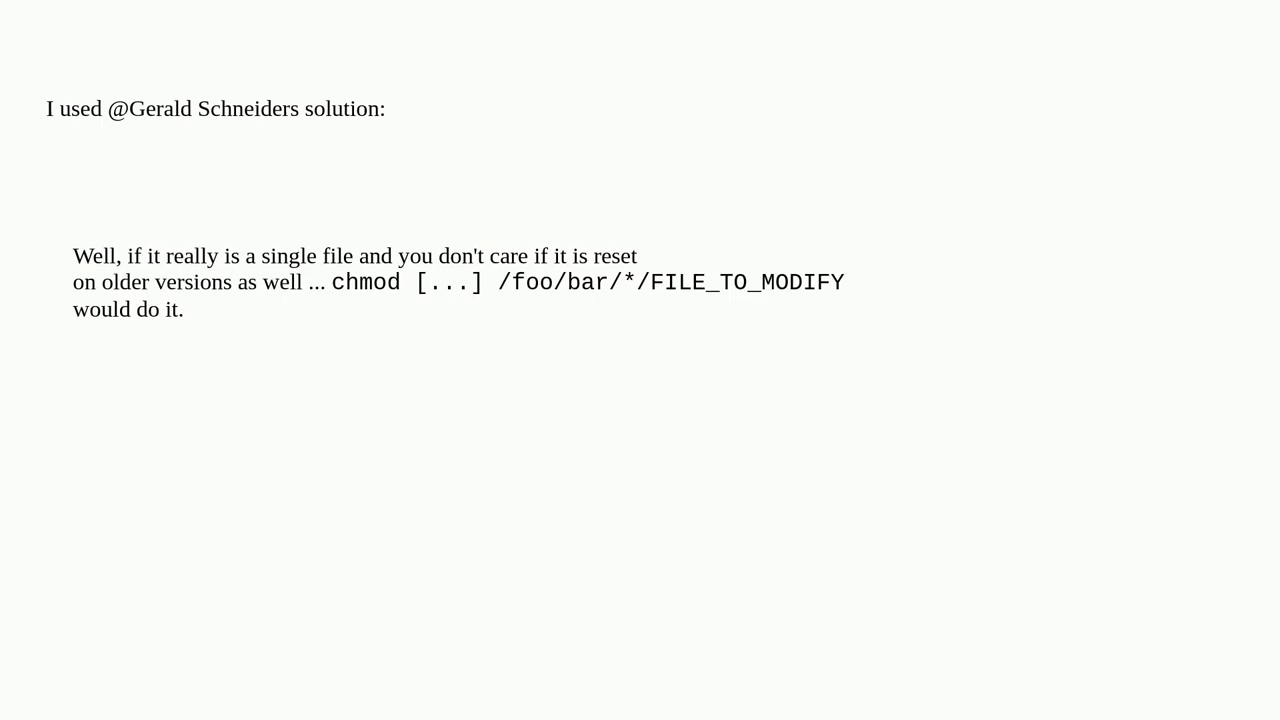 I used @Gerald Schneiders solution:
Well, if it really is a single file and you don't care if it is reset
on older versions as well ... chmod [...] /foo/bar/*/FILE_TO_MODIFY
would do it.